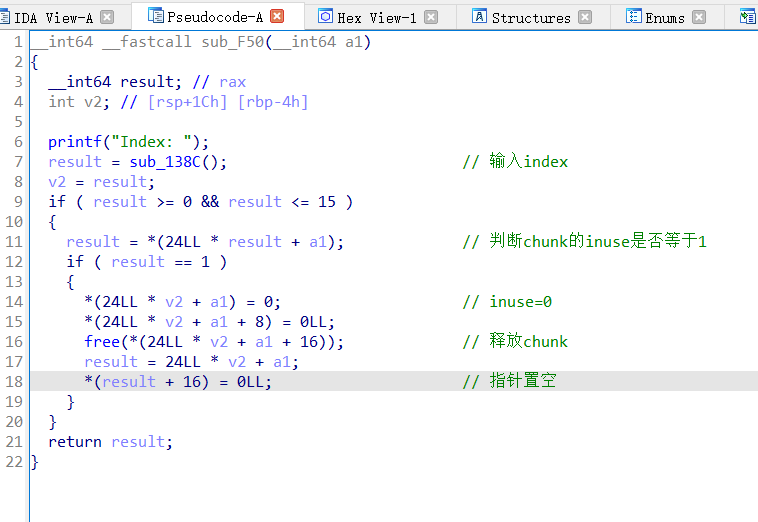 IDA View-A Pseudocode-A Hex View-1 Structures Enums
1 __int64 __fastcall sub_F50(__int64 a1)
2 {
3 __int64 result; // rax
4 int v2; // [rsp+1Ch] [rbp-4h]
5
6 printf("Index: ");
7 result = sub_138C(); // 输入index
8 v2 = result;
9 if ( result >= 0 && result <= 15 )
10 {
11 result = *(24LL * result + a1); // 判断chunk的inuse是否等于1
12 if ( result == 1 )
13 {
14 *(24LL * v2 + a1) = 0; // inuse=0
15 *(24LL * v2 + a1 + 8) = 0LL;
16 free(*(24LL * v2 + a1 + 16)); // 释放chunk
17 result = 24LL * v2 + a1;
18 *(result + 16) = 0LL; // 指针置空
19 }
20 }
21 return result;
22 }